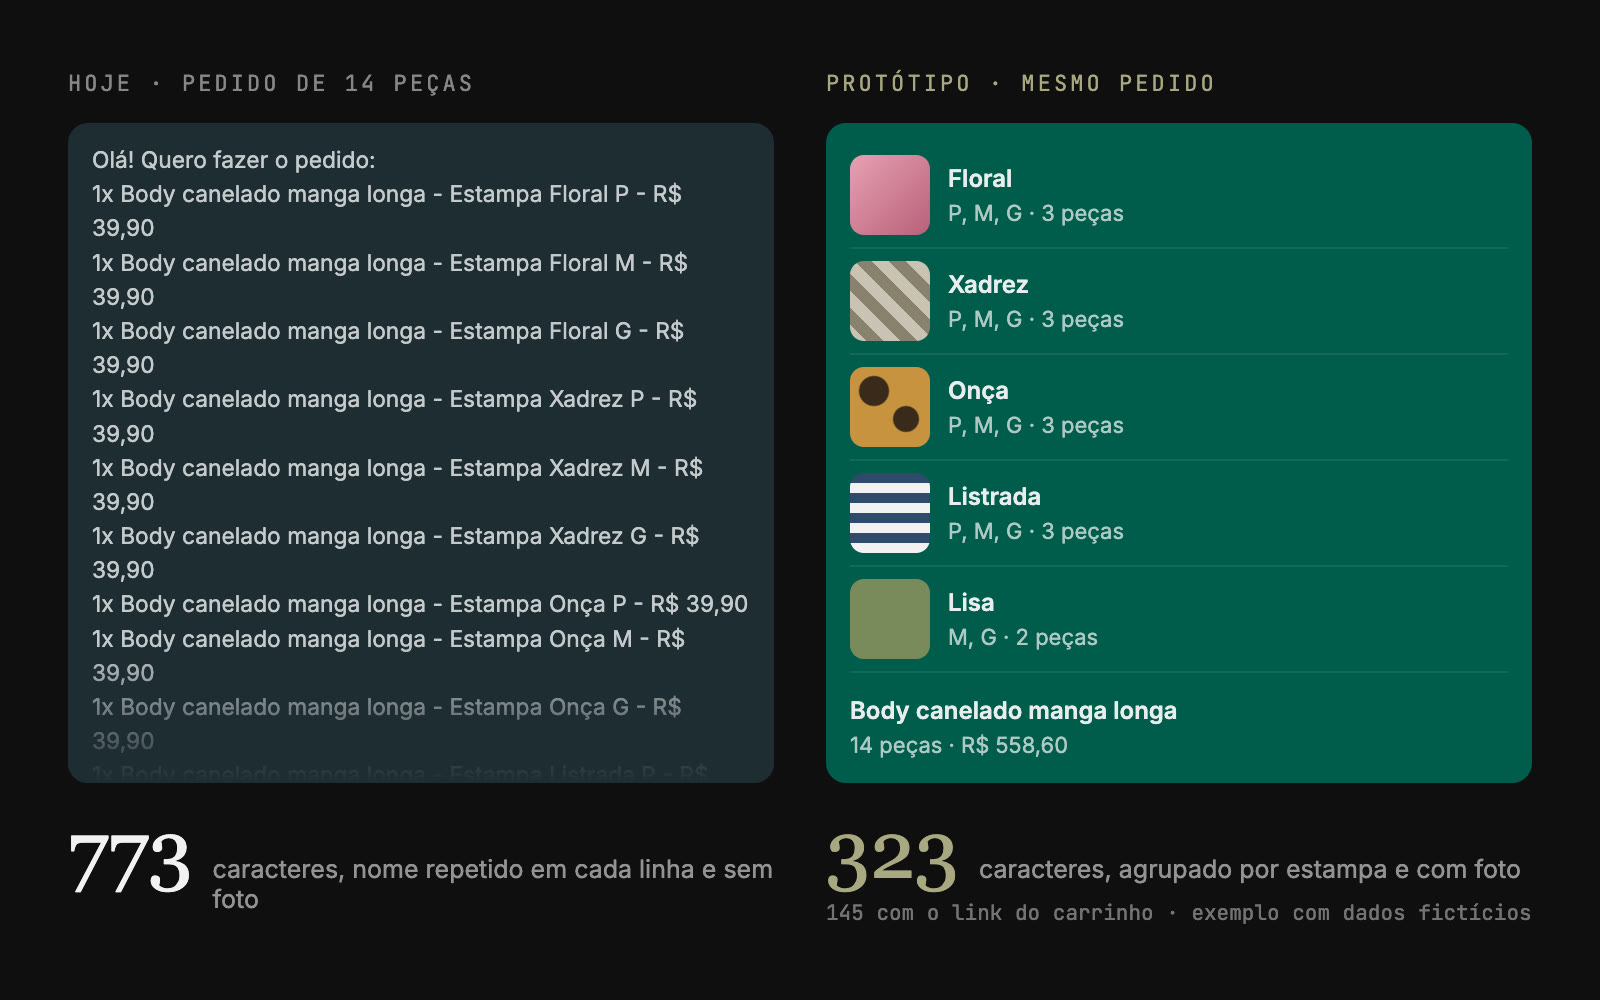 HOJE · PEDIDO DE 14 PEÇAS
Olá! Quero fazer o pedido:
1x Body canelado manga longa - Estampa Floral P - R$
39,90
1x Body canelado manga longa - Estampa Floral M - R$
39,90
1x Body canelado manga longa - Estampa Floral G - R$
39,90
1x Body canelado manga longa - Estampa Xadrez P - R$
39,90
1x Body canelado manga longa - Estampa Xadrez M - R$
39,90
1x Body canelado manga longa - Estampa Xadrez G - R$
39,90
1x Body canelado manga longa - Estampa Onça P - R$ 39,90
1x Body canelado manga longa - Estampa Onça M - R$
39,90
1x Body canelado manga longa - Estampa Onça G - R$
39,90
1x Body canelado manga longa - Estampa Listrada P - R$
773 caracteres, nome repetido em cada linha e sem
foto
PROTÓTIPO · MESMO PEDIDO
Floral
P, M, G · 3 peças
Xadrez
P, M, G · 3 peças
Onça
P, M, G · 3 peças
Listrada
P, M, G · 3 peças
Lisa
M, G · 2 peças
Body canelado manga longa
14 peças · R$ 558,60
323 caracteres, agrupado por estampa e com foto
145 com o link do carrinho · exemplo com dados fictícios